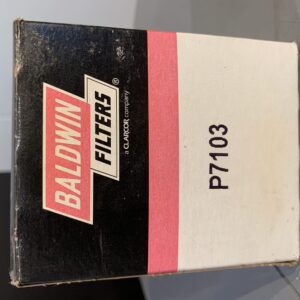 BALDWIN
FILTERS®
a CLARCOR company
P7103